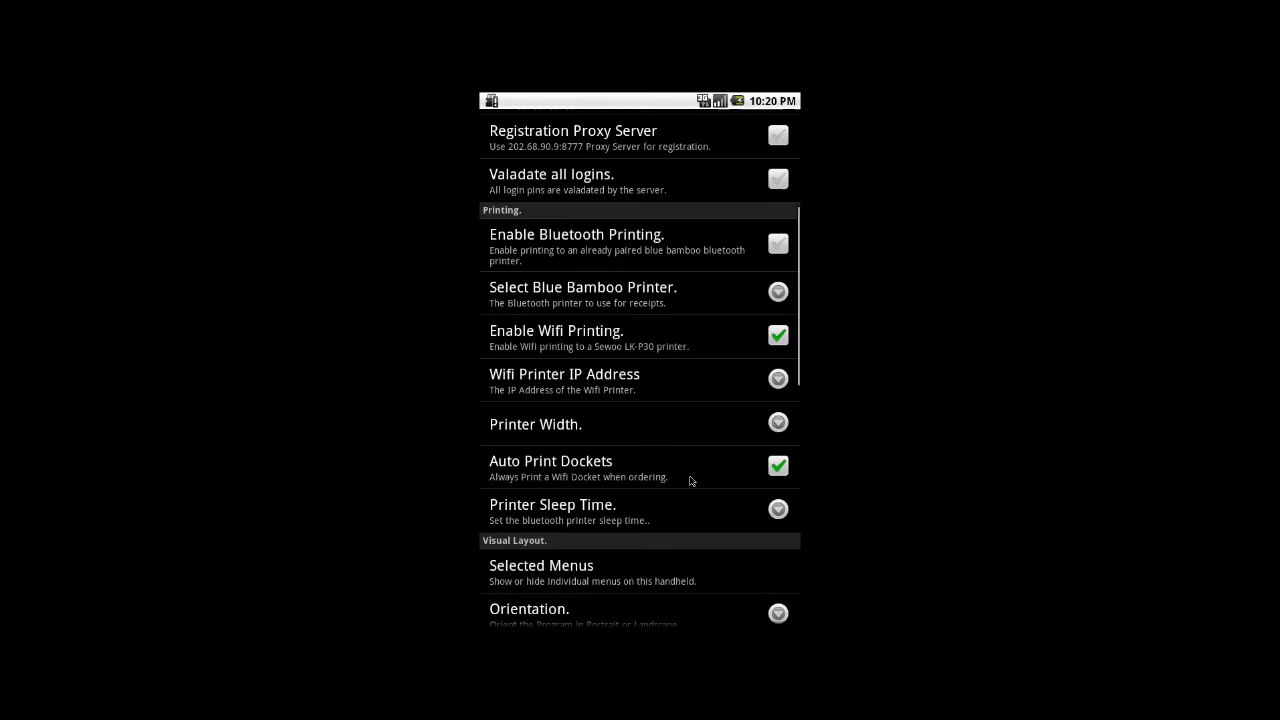 10:20 PM
Registration Proxy Server
Use 202.68.90.9:8777 Proxy Server for registration.
Valadate all logins.
All login pins are valadated by the server.
Printing.
Enable Bluetooth Printing.
Enable printing to an already paired blue bamboo bluetooth
printer.
Select Blue Bamboo Printer.
The Bluetooth printer to use for receipts.
Enable Wifi Printing.
Enable Wifi printing to a Sewoo LK-P30 printer.
Wifi Printer IP Address
The IP Address of the Wifi Printer.
Printer Width.
Auto Print Dockets
Always Print a Wifi Docket when ordering.
Printer Sleep Time.
Set the bluetooth printer sleep time..
Visual Layout.
Selected Menus
Show or hide individual menus on this handheld.
Orientation.
Orient the Program in Portrait or Landscape